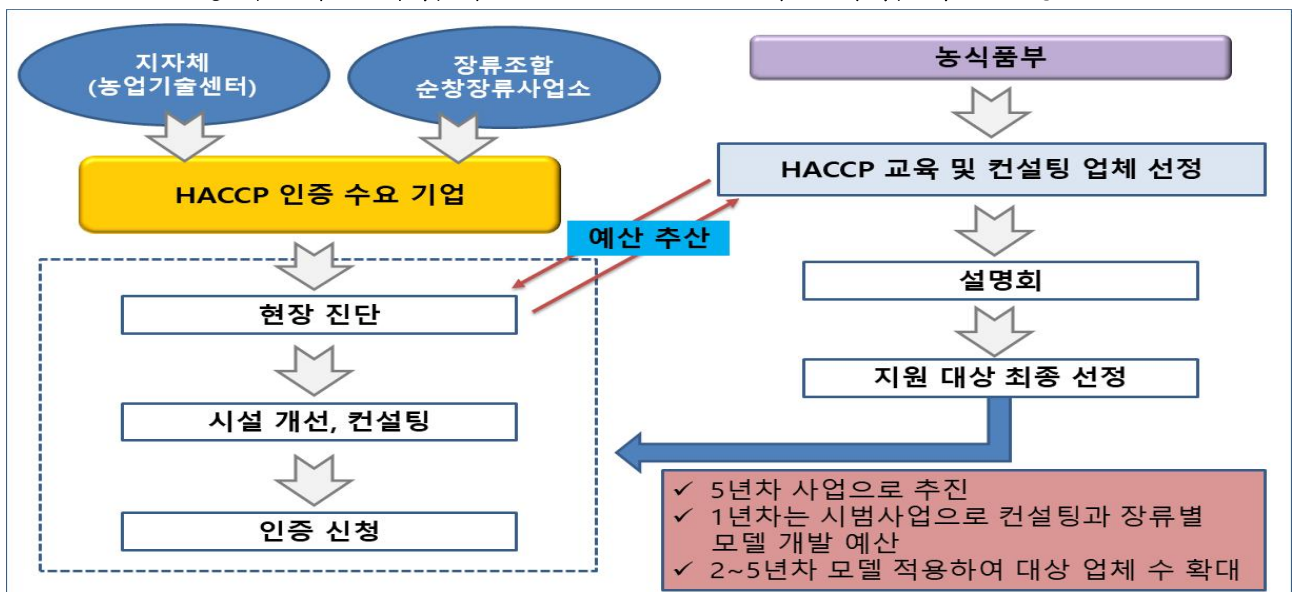 지자체
(농업기술센터)
장류조합
순창장류사업소
HACCP 인증 수요 기업
현장 진단
시설 개선, 컨설팅
인증 신청
예산 추산
농식품부
HACCP 교육 및 컨설팅 업체 선정
설명회
지원 대상 최종 선정
✓ 5년차 사업으로 추진
✓ 1년차는 시범사업으로 컨설팅과 장류별
모델 개발 예산
✓ 2~5년차 모델 적용하여 대상 업체 수 확대